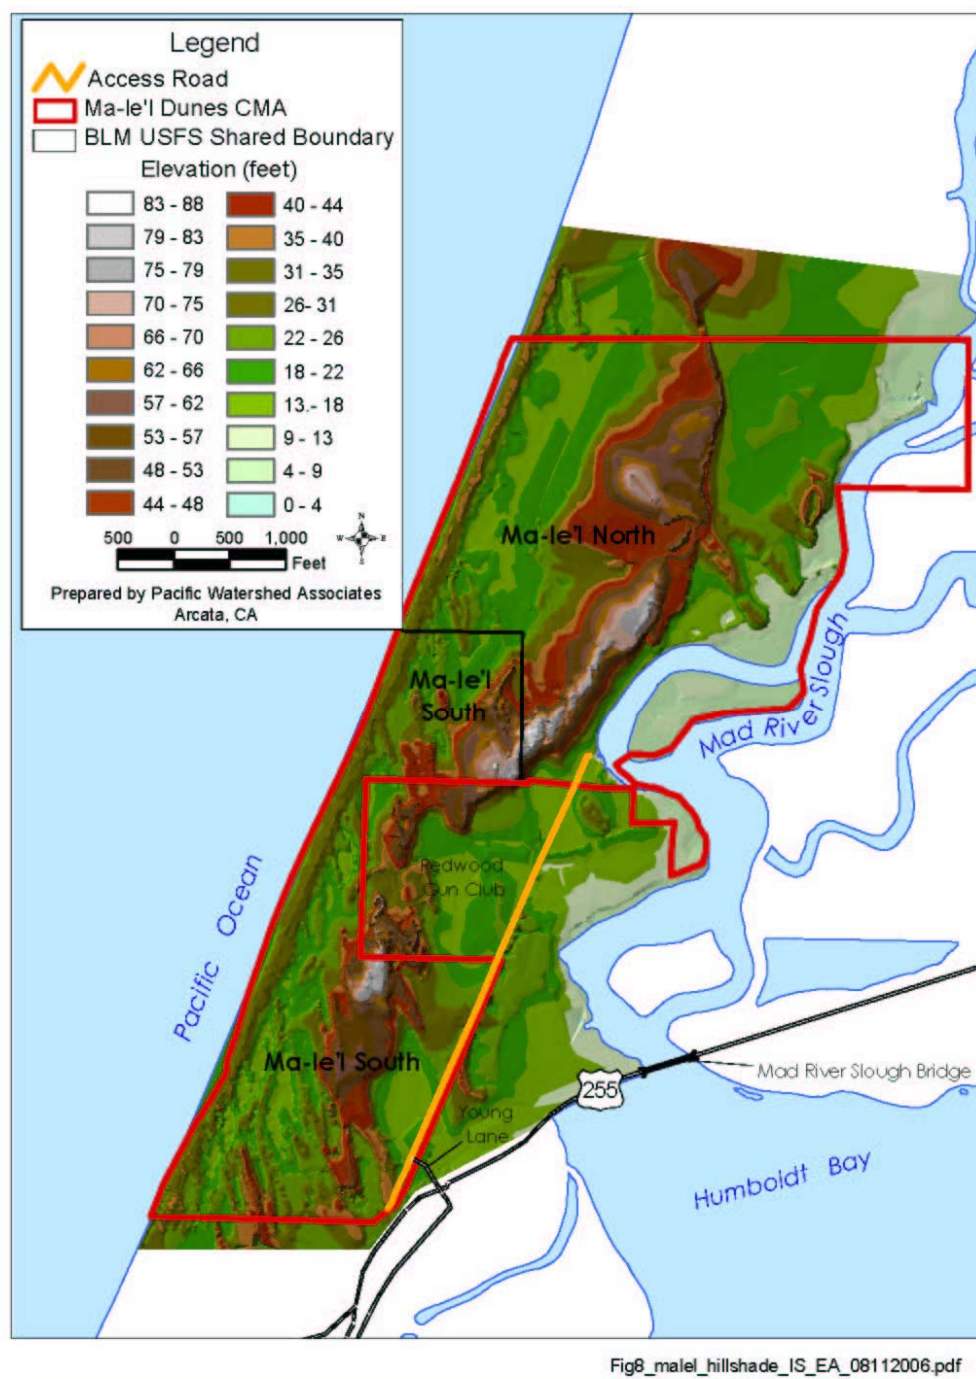 Legend
Access Road
Ma-le'l Dunes CMA
BLM USFS Shared Boundary
Elevation (feet)
83 - 88
79 - 83
75 - 79
70 - 75
66 - 70
62 - 66
57 - 62
53 - 57
48 - 53
44 - 48
40 - 44
35 - 40
31 - 35
26- 31
22 - 26
18 - 22
13.- 18
9 - 13
4 - 9
0 - 4
N
W E
S
500 0 500 1,000
Feet
Prepared by Pacific Watershed Associates
Arcata, CA
Ma-le'l North
Ma-le'l
South
Mad River Slough
Redwood
Gun Club
Pacific Ocean
Ma-le'l South
Mad River Slough Bridge
255
Young
Lane
Humboldt Bay
Fig8_malel_hillshade_IS_EA_08112006.pdf